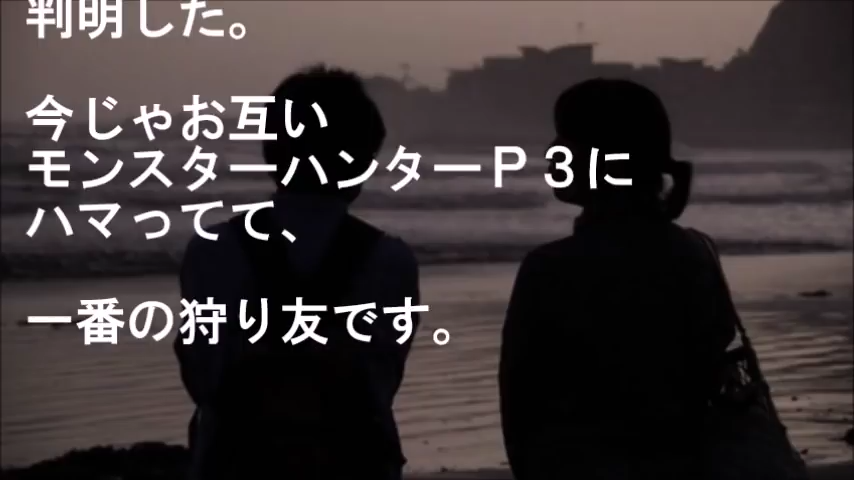 判明した。
今じゃお互い
モンスターハンターＰ３に
ハマってて、
一番の狩り友です。